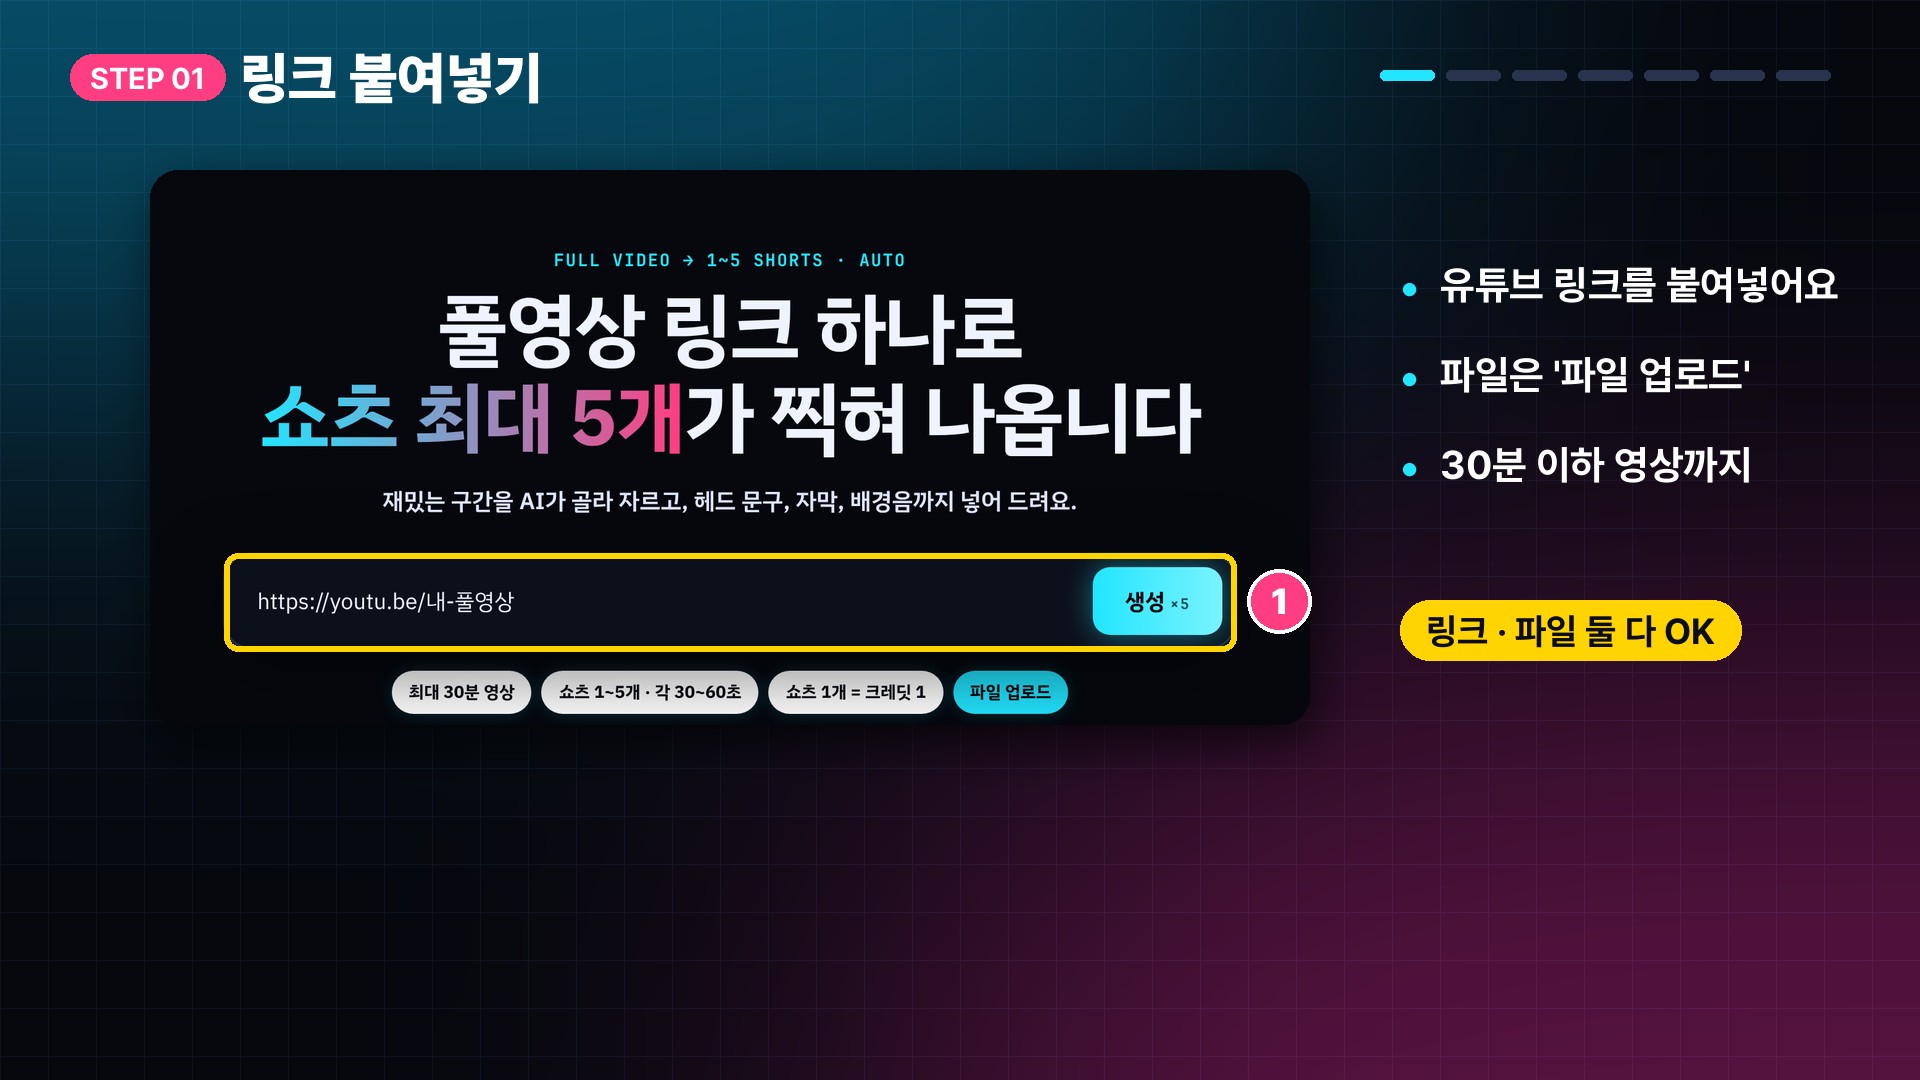 STEP 01 링크 붙여넣기
FULL VIDEO → 1~5 SHORTS · AUTO
풀영상 링크 하나로
쇼츠 최대 5개가 찍혀 나옵니다
재밌는 구간을 AI가 골라 자르고, 헤드 문구, 자막, 배경음까지 넣어 드려요.
https://youtu.be/내-풀영상
생성 ×5
1
최대 30분 영상
쇼츠 1~5개 · 각 30~60초
쇼츠 1개 = 크레딧 1
파일 업로드
유튜브 링크를 붙여넣어요
파일은 '파일 업로드'
30분 이하 영상까지
링크 · 파일 둘 다 OK